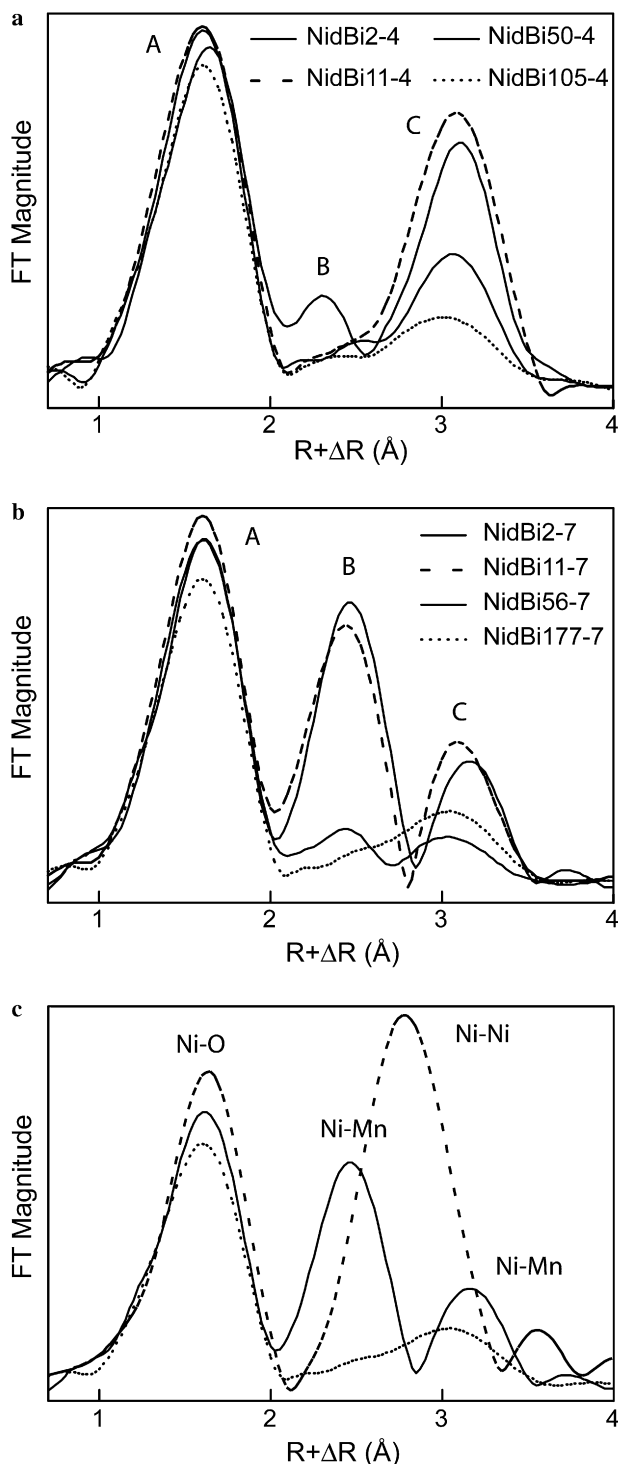 a
A
NidBi2-4 NidBi50-4
NidBi11-4 NidBi105-4
C
B
FT Magnitude
1 2 3 4
R+ΔR (Å)
b
A
NidBi2-7
NidBi11-7
NidBi56-7
NidBi177-7
B
C
FT Magnitude
1 2 3 4
R+ΔR (Å)
c
Ni-O
Ni-Ni
Ni-Mn
Ni-Mn
FT Magnitude
1 2 3 4
R+ΔR (Å)